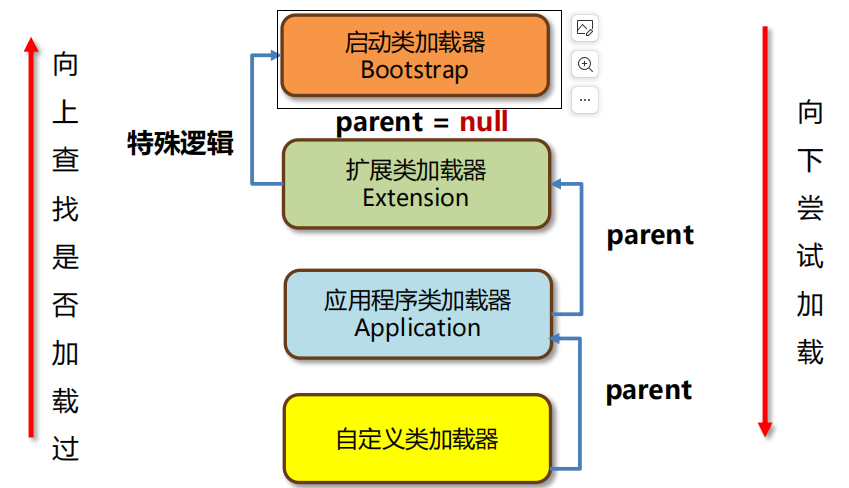 向上查找是否加载过
启动类加载器
Bootstrap
parent = null
特殊逻辑
扩展类加载器
Extension
parent
应用程序类加载器
Application
parent
自定义类加载器
向下尝试加载